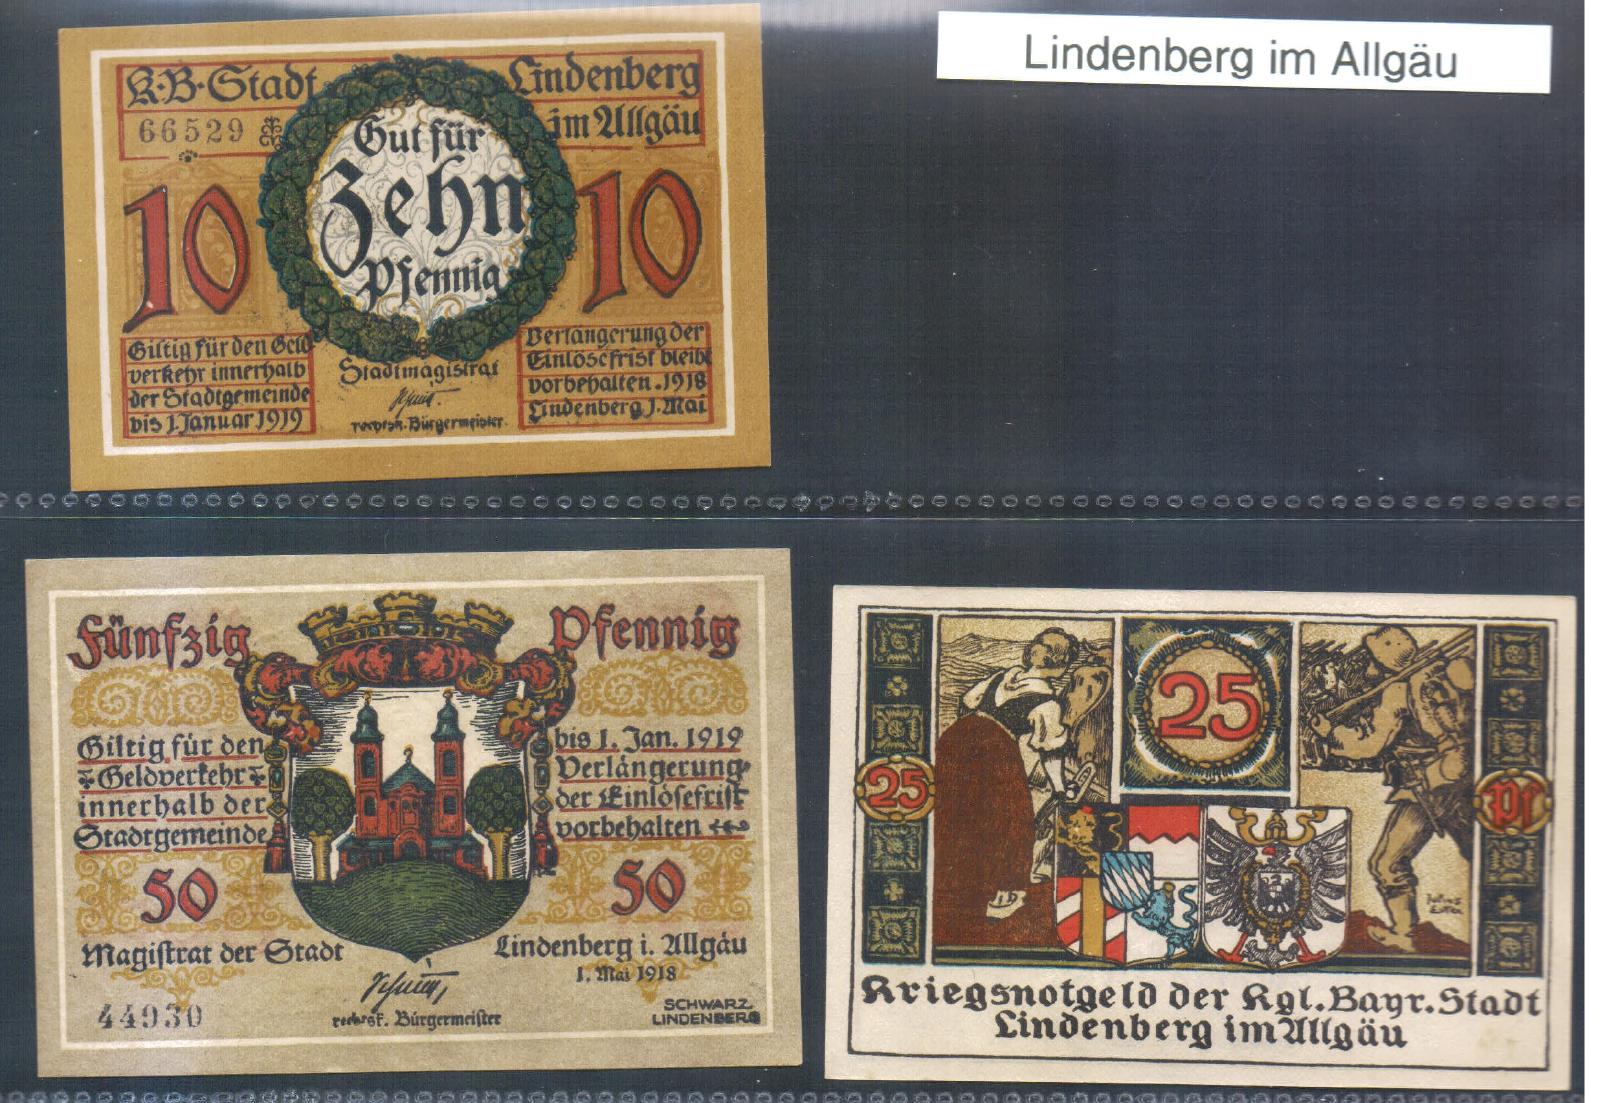 Lindenberg im Allgäu
K.B. Stadt Lindenberg
66529 im Allgäu
Gut für
Zehn
Pfennig
10 10
Giltig für den Geld
verkehr innerhalb
der Stadtgemeinde
bis 1. Januar 1919
Stadtmagistrat
rechtsk. Bürgermeister.
Verlängerung der
Einlösefrist bleibt
vorbehalten. 1918
Lindenberg 1. Mai
Fünfzig Pfennig
Giltig für den
Geldverkehr
innerhalb der
Stadtgemeinde
bis 1. Jan. 1919
Verlängerung
der Einlösefrist
vorbehalten
50 50
Magistrat der Stadt Lindenberg i. Allgäu
1. Mai 1918
44930
rechtsk. Bürgermeister
SCHWARZ.
LINDENBERG
25
25 Pf
Kriegsnotgeld der Kgl. Bayr. Stadt
Lindenberg im Allgäu